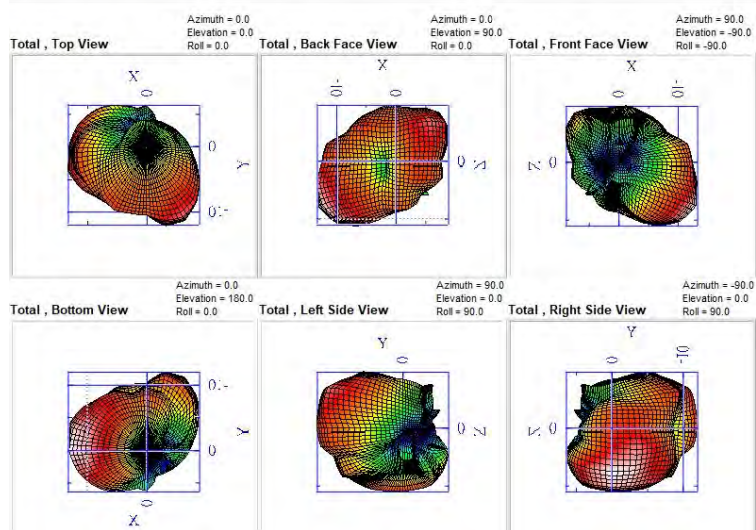 Azimuth = 0.0
Elevation = 0.0
Roll = 0.0
Total , Top View
X
0
0
Y
-10
Azimuth = 0.0
Elevation = 90.0
Roll = 0.0
Total , Back Face View
X
-10
0
0
Z
Azimuth = 90.0
Elevation = -90.0
Roll = -90.0
Total , Front Face View
X
0
-10
Z
0
Azimuth = 0.0
Elevation = 180.0
Roll = 0.0
Total , Bottom View
-10
Y
0
0
X
Azimuth = 90.0
Elevation = 0.0
Roll = 90.0
Total , Left Side View
Y
0
0
Z
Azimuth = -90.0
Elevation = 0.0
Roll = 90.0
Total , Right Side View
Y
0
-10
Z
0